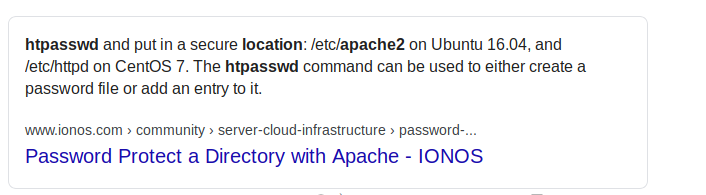 htpasswd and put in a secure location: /etc/apache2 on Ubuntu 16.04, and
/etc/httpd on CentOS 7. The htpasswd command can be used to either create a
password file or add an entry to it.
www.ionos.com › community › server-cloud-infrastructure › password-...
Password Protect a Directory with Apache - IONOS